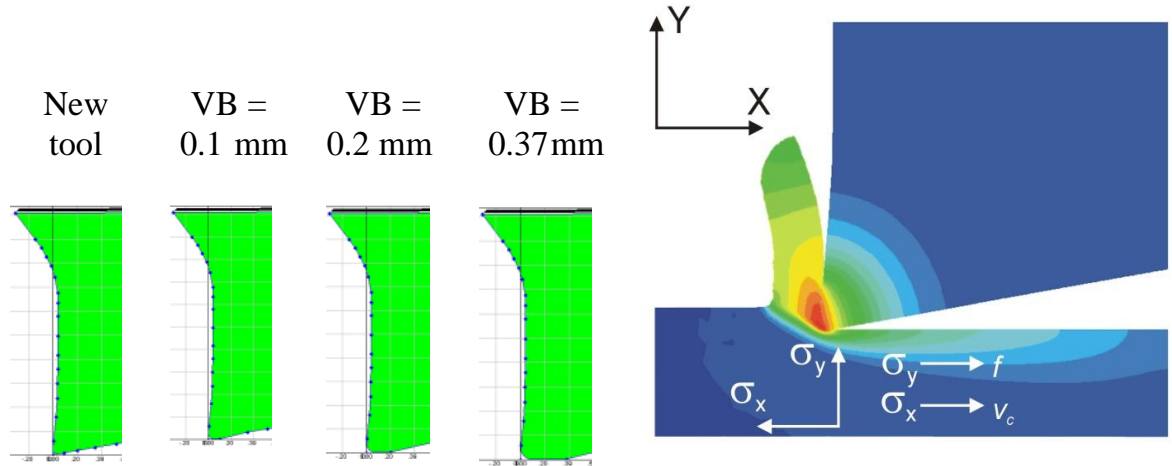 New
tool
VB =
0.1 mm
VB =
0.2 mm
VB =
0.37mm
Y
X
σy
σx
σy → f
σx → vc